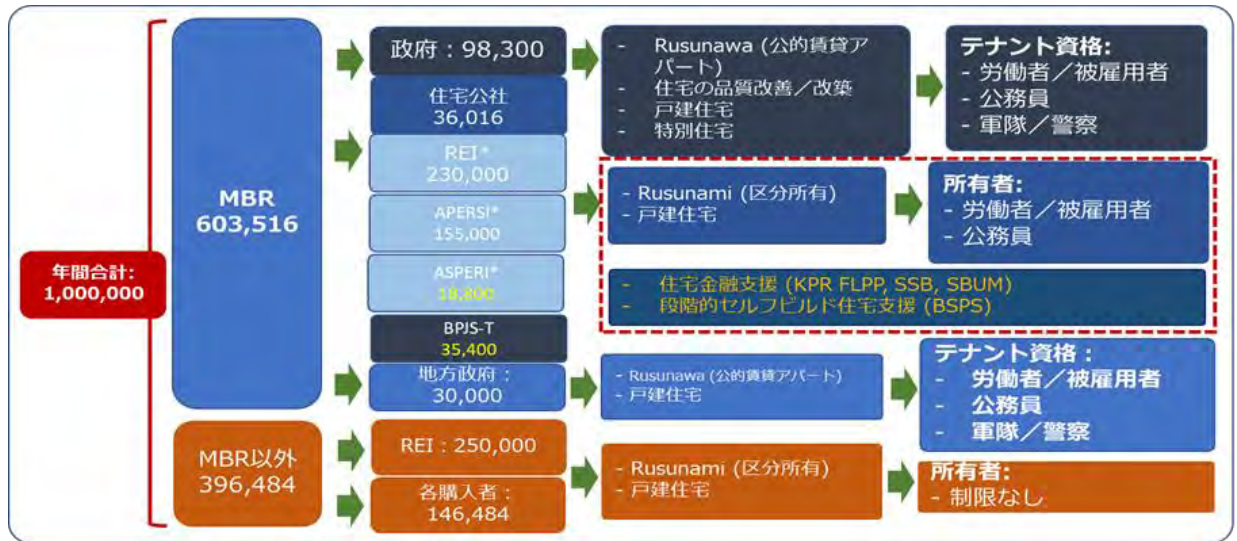 年間合計:
1,000,000
MBR
603,516
MBR以外
396,484
政府：98,300
住宅公社
36,016
REI*
230,000
APERSI*
155,000
ASPERI*
18,800
BPJS-T
35,400
地方政府：
30,000
REI：250,000
各購入者：
146,484
- Rusunawa (公的賃貸ア
パート)
- 住宅の品質改善／改築
- 戸建住宅
- 特別住宅
テナント資格:
- 労働者／被雇用者
- 公務員
- 軍隊／警察
- Rusunami (区分所有)
- 戸建住宅
所有者:
- 労働者／被雇用者
- 公務員
- 住宅金融支援 (KPR FLPP, SSB, SBUM)
- 段階的セルフビルド住宅支援 (BSPS)
- Rusunawa (公的賃貸アパート)
- 戸建住宅
テナント資格：
- 労働者／被雇用者
- 公務員
- 軍隊／警察
- Rusunami (区分所有)
- 戸建住宅
所有者:
- 制限なし